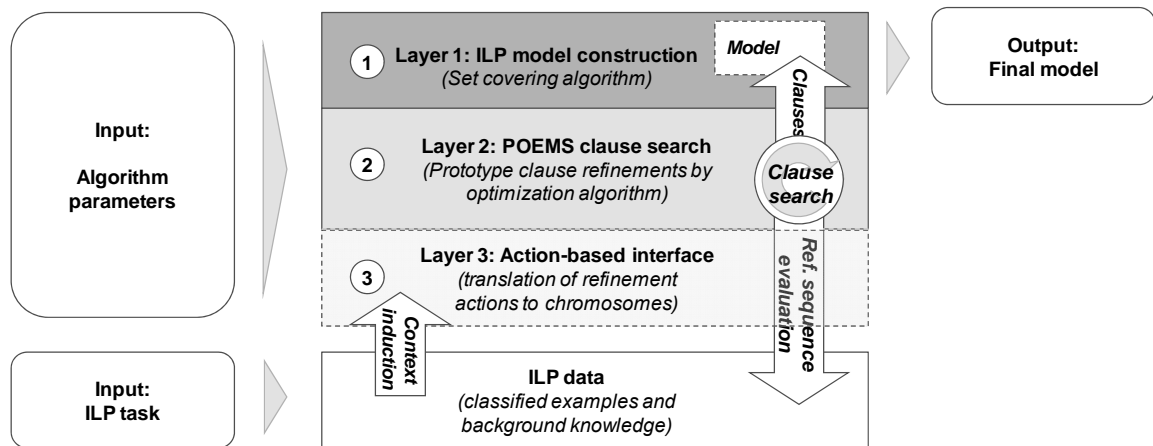 Input:
Algorithm
parameters
Input:
ILP task
1
Layer 1: ILP model construction
(Set covering algorithm)
Model
Clauses
2
Layer 2: POEMS clause search
(Prototype clause refinements by
optimization algorithm)
Clause
search
3
Layer 3: Action-based interface
(translation of refinement
actions to chromosomes)
Context
induction
Ref. sequence
evaluation
ILP data
(classified examples and
background knowledge)
Output:
Final model